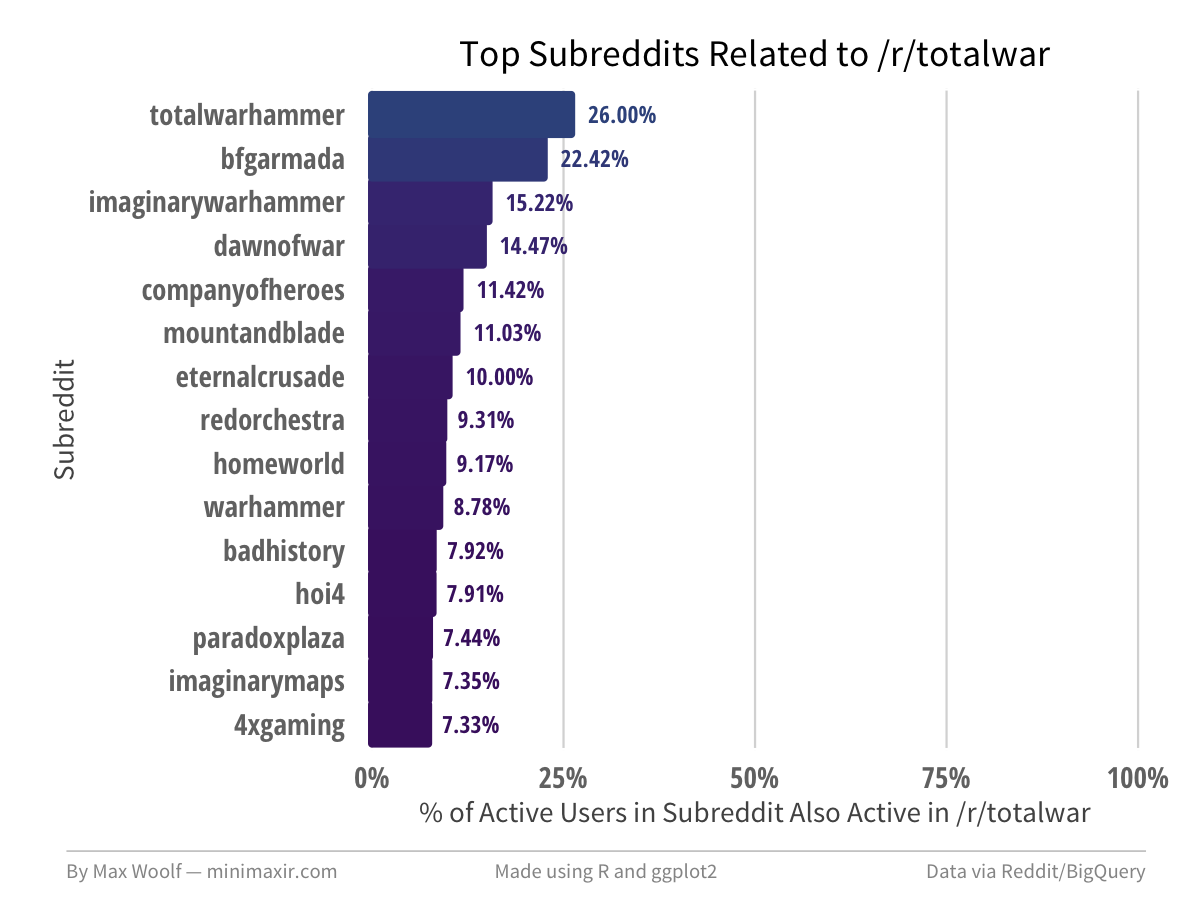 Top Subreddits Related to /r/totalwar
totalwarhammer 26.00%
bfgarmada 22.42%
imaginarywarhammer 15.22%
dawnofwar 14.47%
companyofheroes 11.42%
mountandblade 11.03%
eternalcrusade 10.00%
redorchestra 9.31%
homeworld 9.17%
warhammer 8.78%
badhistory 7.92%
hoi4 7.91%
paradoxplaza 7.44%
imaginarymaps 7.35%
4xgaming 7.33%
Subreddit
0% 25% 50% 75% 100%
% of Active Users in Subreddit Also Active in /r/totalwar
By Max Woolf — minimaxir.com Made using R and ggplot2 Data via Reddit/BigQuery